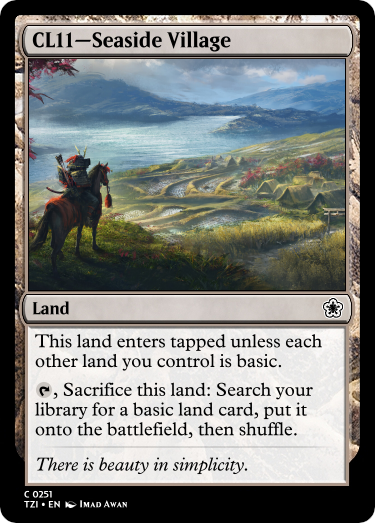 CL11—Seaside Village
Land
This land enters tapped unless each
other land you control is basic.
, Sacrifice this land: Search your
library for a basic land card, put it
onto the battlefield, then shuffle.
There is beauty in simplicity.
C 0251
TZI • EN Imad Awan